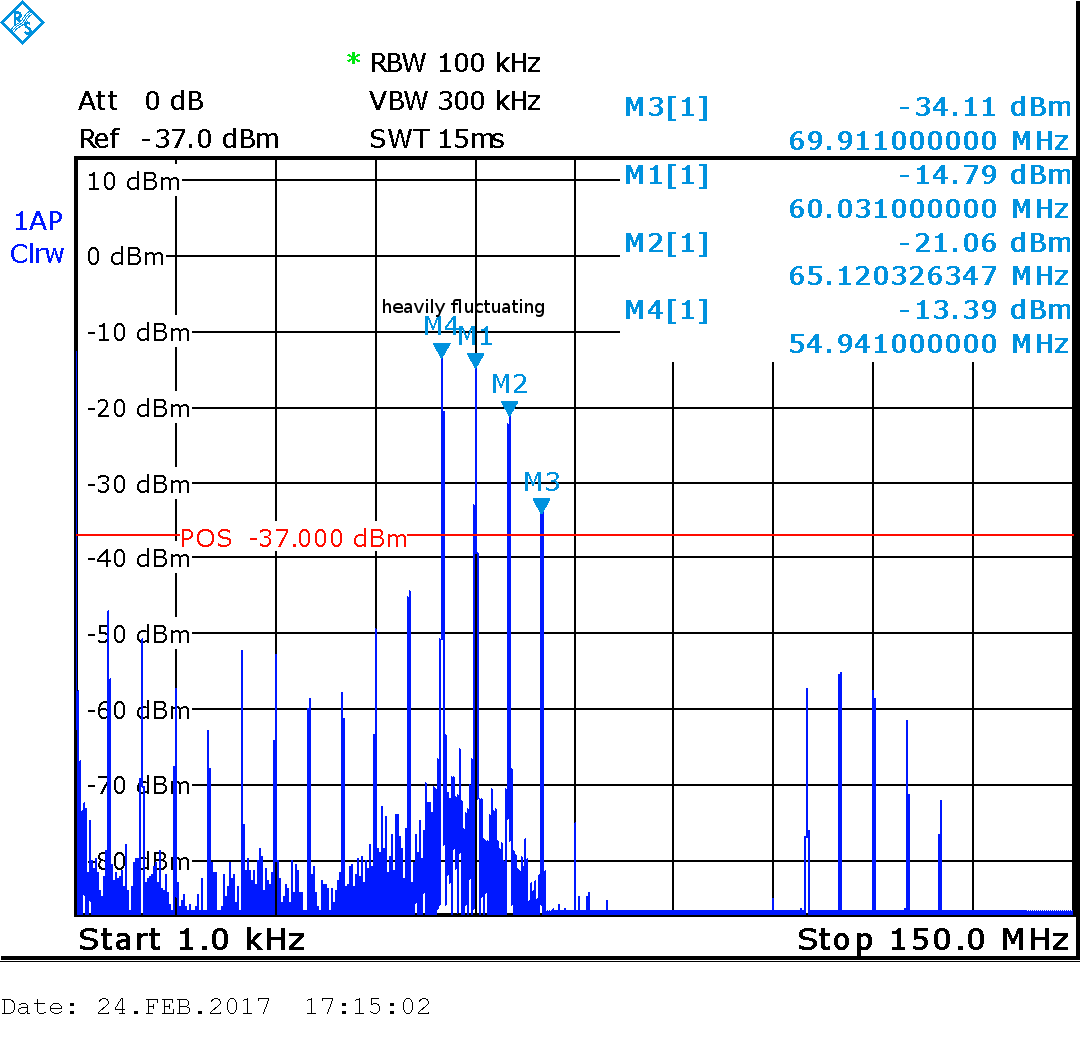 R&S
* RBW 100 kHz
Att 0 dB VBW 300 kHz
Ref -37.0 dBm SWT 15ms
M3[1] -34.11 dBm
69.911000000 MHz
M1[1] -14.79 dBm
60.031000000 MHz
M2[1] -21.06 dBm
65.120326347 MHz
M4[1] -13.39 dBm
54.941000000 MHz
1AP
Clrw
10 dBm
0 dBm
heavily fluctuating
-10 dBm
M4
M1
M2
-20 dBm
-30 dBm
M3
POS -37.000 dBm
-40 dBm
-50 dBm
-60 dBm
-70 dBm
-80 dBm
Start 1.0 kHz Stop 150.0 MHz
Date: 24.FEB.2017 17:15:02